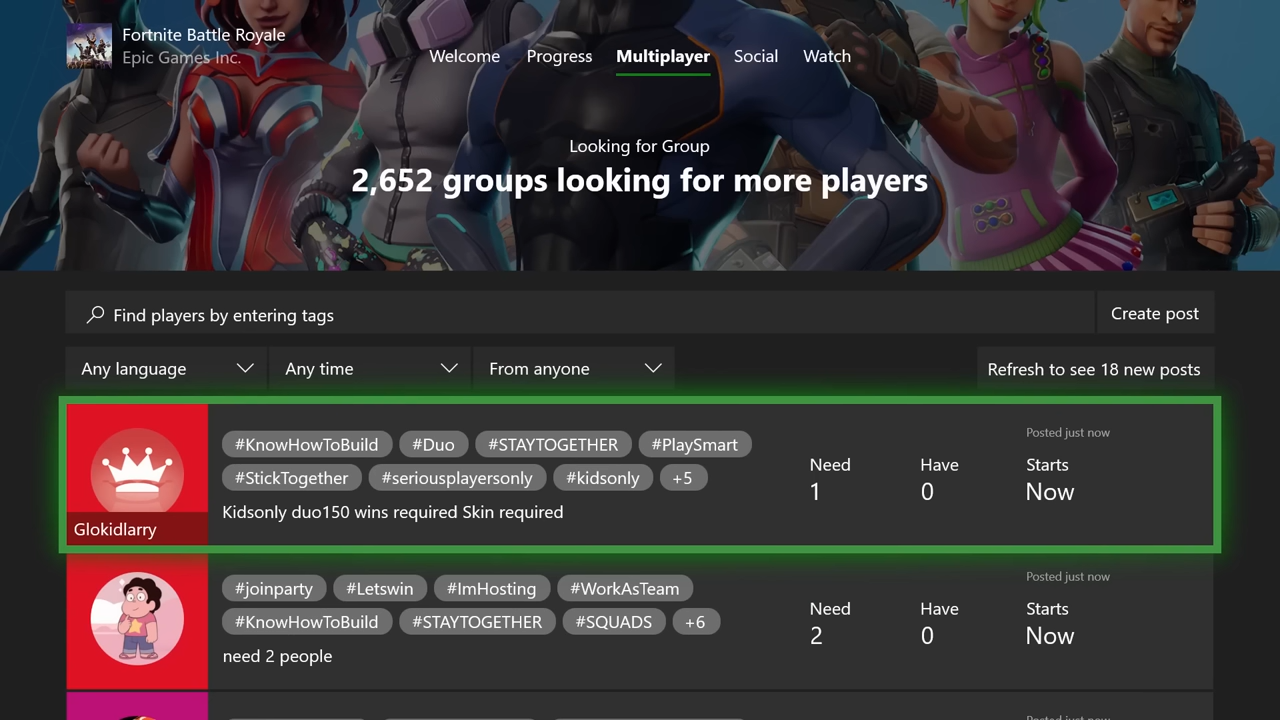 Fortnite Battle Royale
Epic Games Inc.
Welcome Progress Multiplayer Social Watch
Looking for Group
2,652 groups looking for more players
Find players by entering tags
Create post
Any language
Any time
From anyone
Refresh to see 18 new posts
Glokidlarry
#KnowHowToBuild #Duo #STAYTOGETHER #PlaySmart
#StickTogether #seriousplayersonly #kidsonly +5
Kidsonly duo150 wins required Skin required
Posted just now
Need Have Starts
1 0 Now
#joinparty #Letswin #ImHosting #WorkAsTeam
#KnowHowToBuild #STAYTOGETHER #SQUADS +6
need 2 people
Posted just now
Need Have Starts
2 0 Now
Posted just now